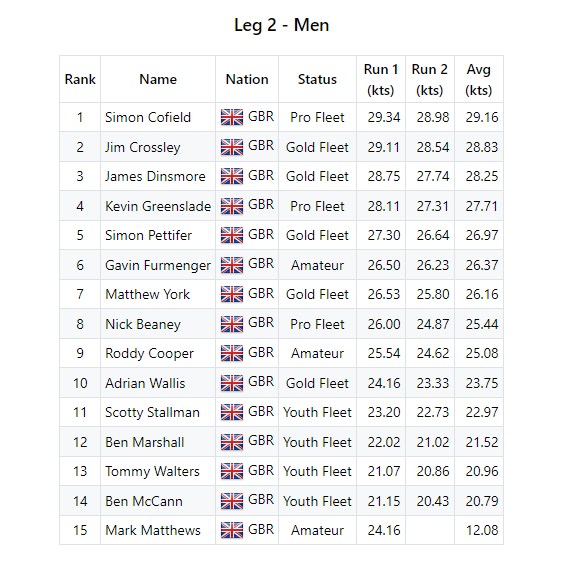 Leg 2 - Men
Rank Name Nation Status Run 1 (kts) Run 2 (kts) Avg (kts)
1 Simon Cofield GBR Pro Fleet 29.34 28.98 29.16
2 Jim Crossley GBR Gold Fleet 29.11 28.54 28.83
3 James Dinsmore GBR Gold Fleet 28.75 27.74 28.25
4 Kevin Greenslade GBR Pro Fleet 28.11 27.31 27.71
5 Simon Pettifer GBR Gold Fleet 27.30 26.64 26.97
6 Gavin Furmenger GBR Amateur 26.50 26.23 26.37
7 Matthew York GBR Gold Fleet 26.53 25.80 26.16
8 Nick Beaney GBR Pro Fleet 26.00 24.87 25.44
9 Roddy Cooper GBR Amateur 25.54 24.62 25.08
10 Adrian Wallis GBR Gold Fleet 24.16 23.33 23.75
11 Scotty Stallman GBR Youth Fleet 23.20 22.73 22.97
12 Ben Marshall GBR Youth Fleet 22.02 21.02 21.52
13 Tommy Walters GBR Youth Fleet 21.07 20.86 20.96
14 Ben McCann GBR Youth Fleet 21.15 20.43 20.79
15 Mark Matthews GBR Amateur 24.16 12.08